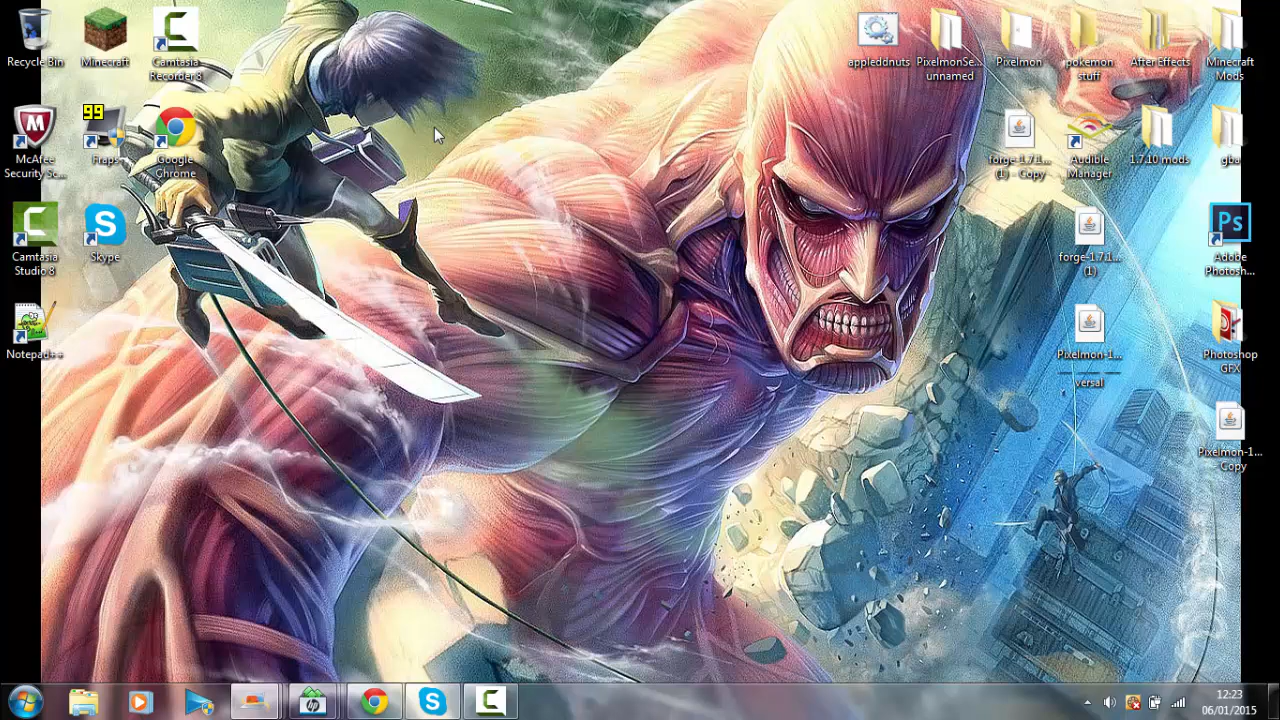 Recycle Bin
Minecraft
Camtasia
Recorder 8
McAfee
Security Sc...
99
Fraps
Google
Chrome
Camtasia
Studio 8
Skype
Notepad++
appleddnuts
PixelmonSe...
unnamed
Pixelmon
pokemon
stuff
After Effects
Minecraft
Mods
forge-1.7.1...
(1) - Copy
Audible
Manager
1.7.10 mods
gba
forge-1.7.1...
(1)
Ps
Adobe
Photosh...
Pixelmon-1...
versal
Photoshop
GFX
Pixelmon-1...
Copy
hp
12:23
06/01/2015